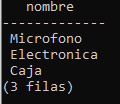 nombre
-------------
Microfono
Electronica
Caja
(3 filas)